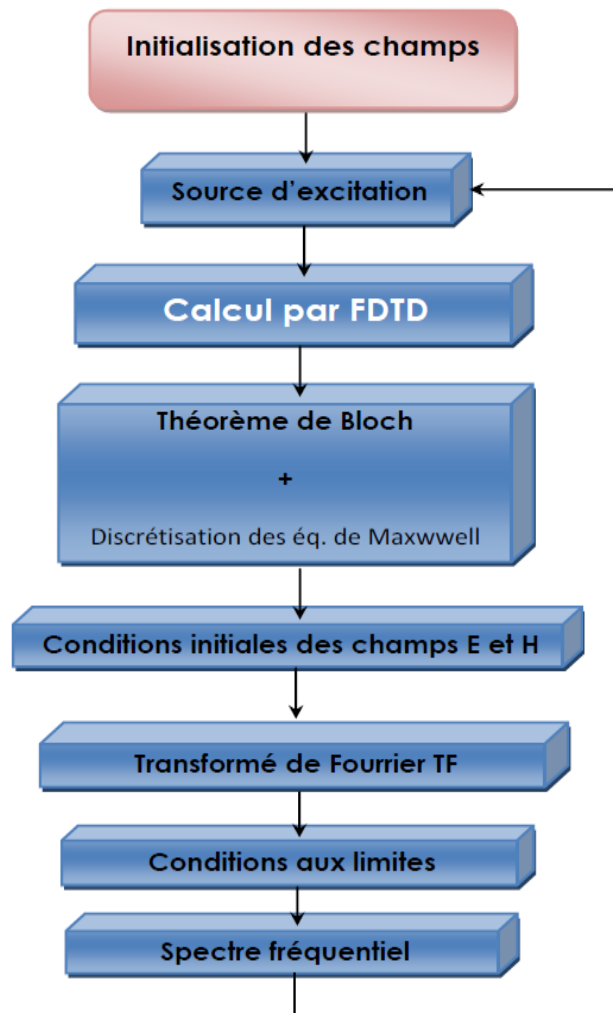 Initialisation des champs
Source d'excitation
Calcul par FDTD
Théorème de Bloch
+
Discrétisation des éq. de Maxwwell
Conditions initiales des champs E et H
Transformé de Fourrier TF
Conditions aux limites
Spectre fréquentiel